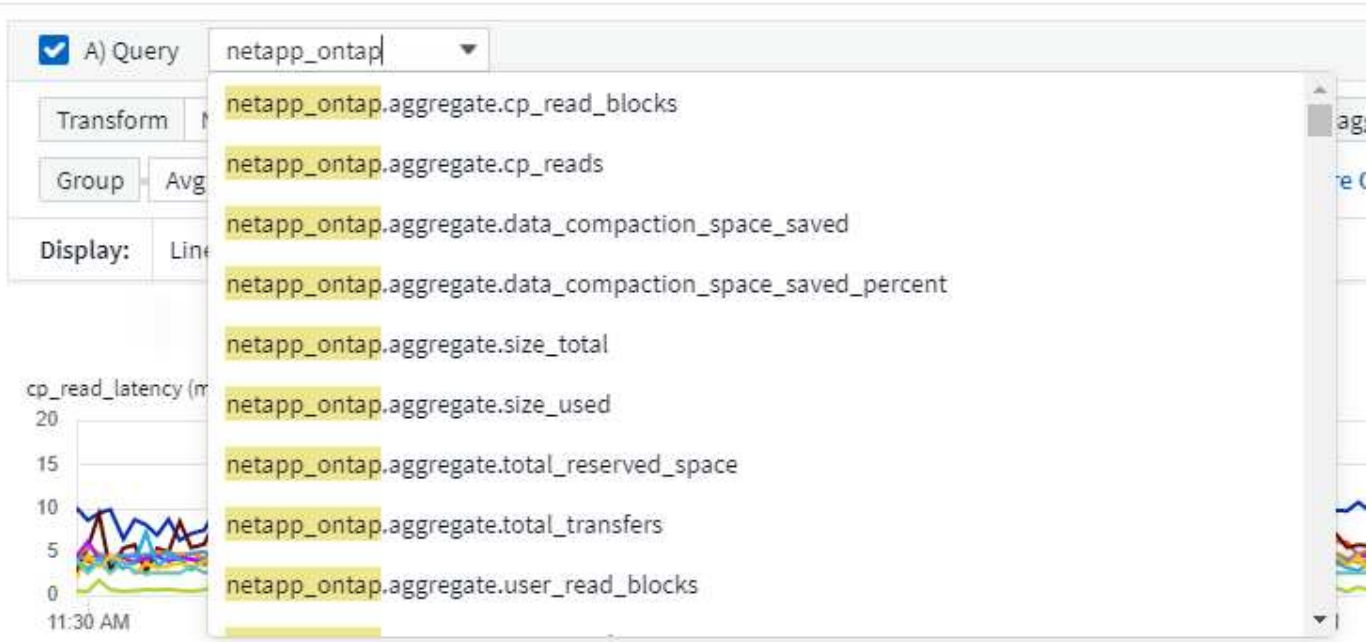 A) Query netapp_ontap
netapp_ontap.aggregate.cp_read_blocks
Transform
netapp_ontap.aggregate.cp_reads
Group Avg
netapp_ontap.aggregate.data_compaction_space_saved
Display: Line
netapp_ontap.aggregate.data_compaction_space_saved_percent
netapp_ontap.aggregate.size_total
cp_read_latency (m
netapp_ontap.aggregate.size_used
20
netapp_ontap.aggregate.total_reserved_space
15
10
netapp_ontap.aggregate.total_transfers
5
netapp_ontap.aggregate.user_read_blocks
0
11:30 AM